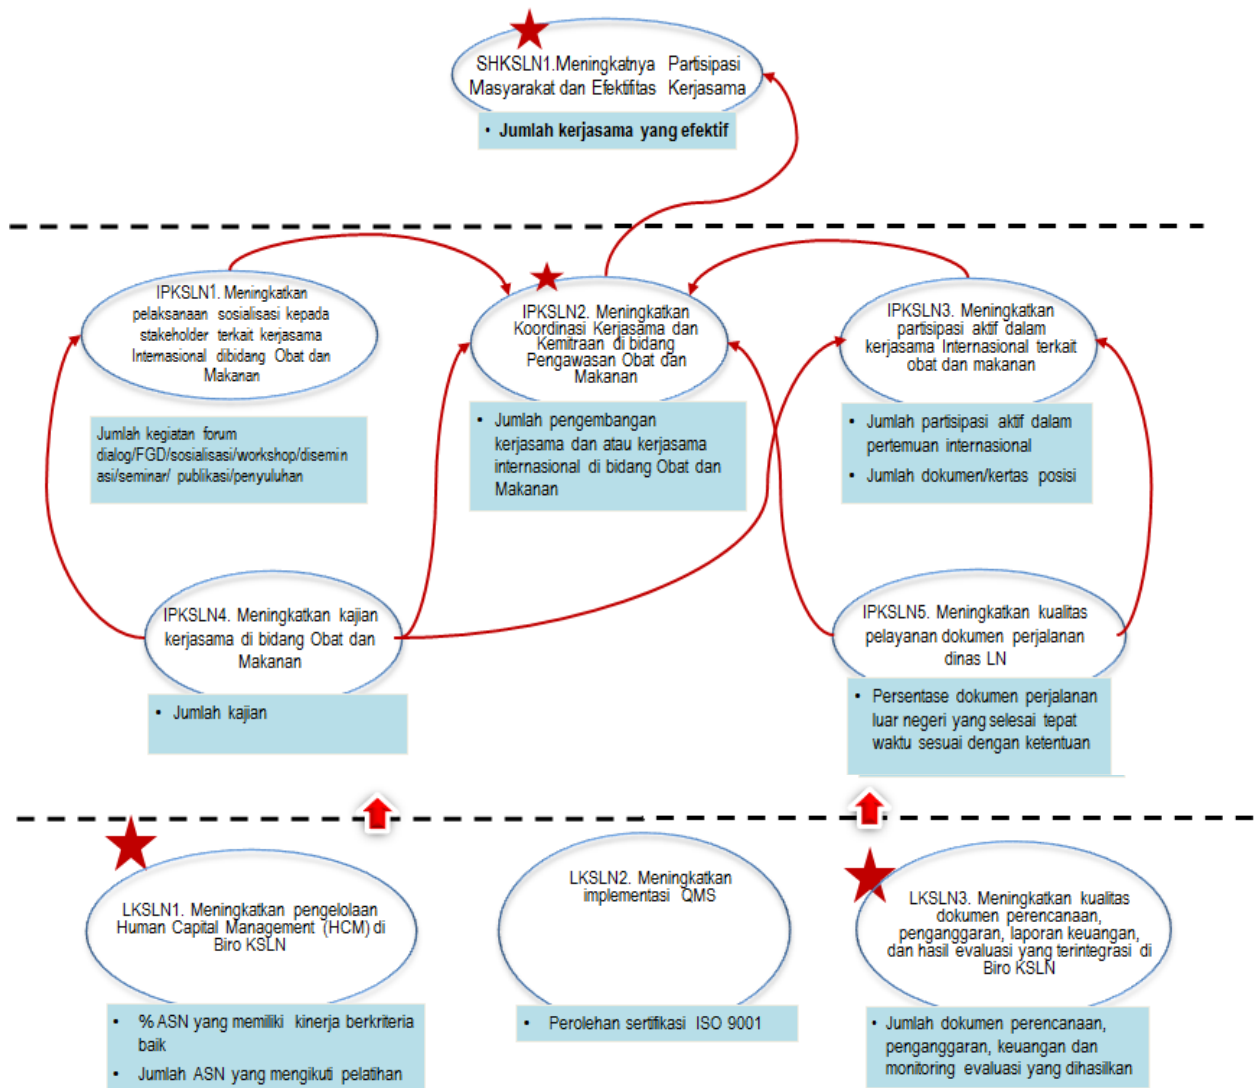 SHKSLN1.Meningkatnya Partisipasi
Masyarakat dan Efektifitas Kerjasama
• Jumlah kerjasama yang efektif
IPKSLN1. Meningkatkan
pelaksanaan sosialisasi kepada
stakeholder terkait kerjasama
Internasional dibidang Obat dan
Makanan
Jumlah kegiatan forum
dialog/FGD/sosialisasi/workshop/disemin
asi/seminar/ publikasi/penyuluhan
IPKSLN2. Meningkatkan
Koordinasi Kerjasama dan
Kemitraan di bidang
Pengawasan Obat dan
Makanan
• Jumlah pengembangan
kerjasama dan atau kerjasama
internasional di bidang Obat dan
Makanan
IPKSLN3. Meningkatkan
partisipasi aktif dalam
kerjasama Internasional terkait
obat dan makanan
• Jumlah partisipasi aktif dalam
pertemuan internasional
• Jumlah dokumen/kertas posisi
IPKSLN4. Meningkatkan kajian
kerjasama di bidang Obat dan
Makanan
• Jumlah kajian
IPKSLN5. Meningkatkan kualitas
pelayanan dokumen perjalanan
dinas LN
• Persentase dokumen perjalanan
luar negeri yang selesai tepat
waktu sesuai dengan ketentuan
LKSLN1. Meningkatkan pengelolaan
Human Capital Management (HCM) di
Biro KSLN
• % ASN yang memiliki kinerja berkriteria
baik
• Jumlah ASN yang mengikuti pelatihan
LKSLN2. Meningkatkan
implementasi QMS
• Perolehan sertifikasi ISO 9001
LKSLN3. Meningkatkan kualitas
dokumen perencanaan,
penganggaran, laporan keuangan,
dan hasil evaluasi yang terintegrasi di
Biro KSLN
• Jumlah dokumen perencanaan,
penganggaran, keuangan dan
monitoring evaluasi yang dihasilkan